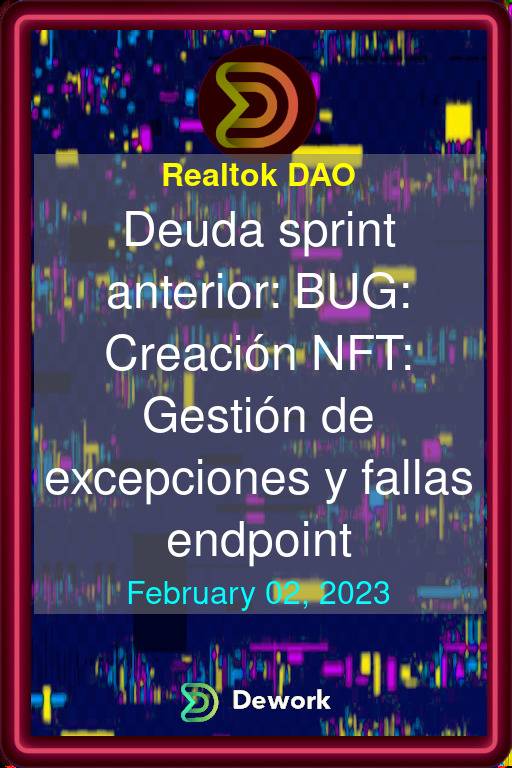 Realtok DAO
Deuda sprint
anterior: BUG:
Creación NFT:
Gestión de
excepciones y fallas
endpoint
February 02, 2023
Dework